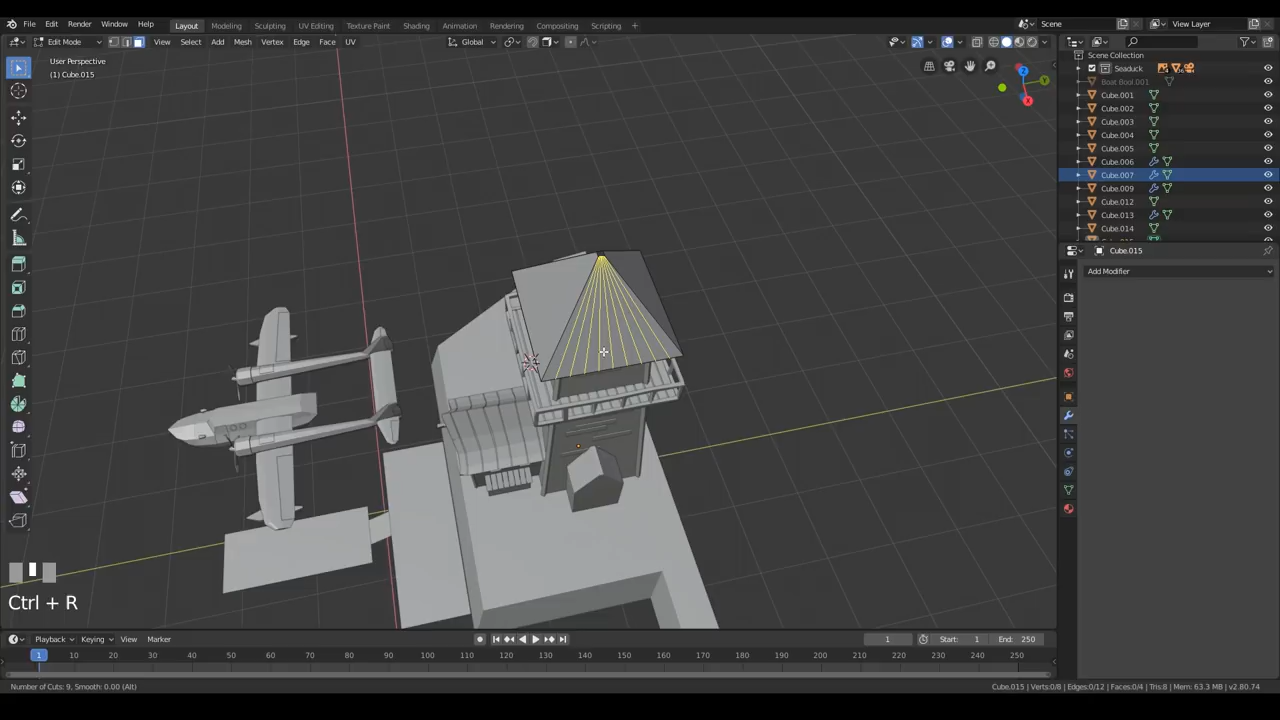 File Edit Render Window Help Layout Modeling Sculpting UV Editing Texture Paint Shading Animation Rendering Compositing Scripting + Scene View Layer
Edit Mode View Select Add Mesh Vertex Edge Face UV Global
User Perspective
(1) Cube.015
Scene Collection
Seaduck
Boat Bool.001
Cube.001
Cube.002
Cube.003
Cube.004
Cube.005
Cube.006
Cube.007
Cube.009
Cube.012
Cube.013
Cube.014
Cube.015
Add Modifier
Z
Y
X
Ctrl + R
Playback Keying View Marker 1 Start: 1 End: 250
1 10 20 30 40 50 60 70 80 90 100 110 120 130 140 150 160 170 180 190 200 210 220 230 240 250
Number of Cuts: 9, Smooth: 0.00 (Alt) Cube.015 | Verts:0/8 | Edges:0/12 | Faces:0/4 | Tris:8 | Mem: 63.3 MB | v2.80.74